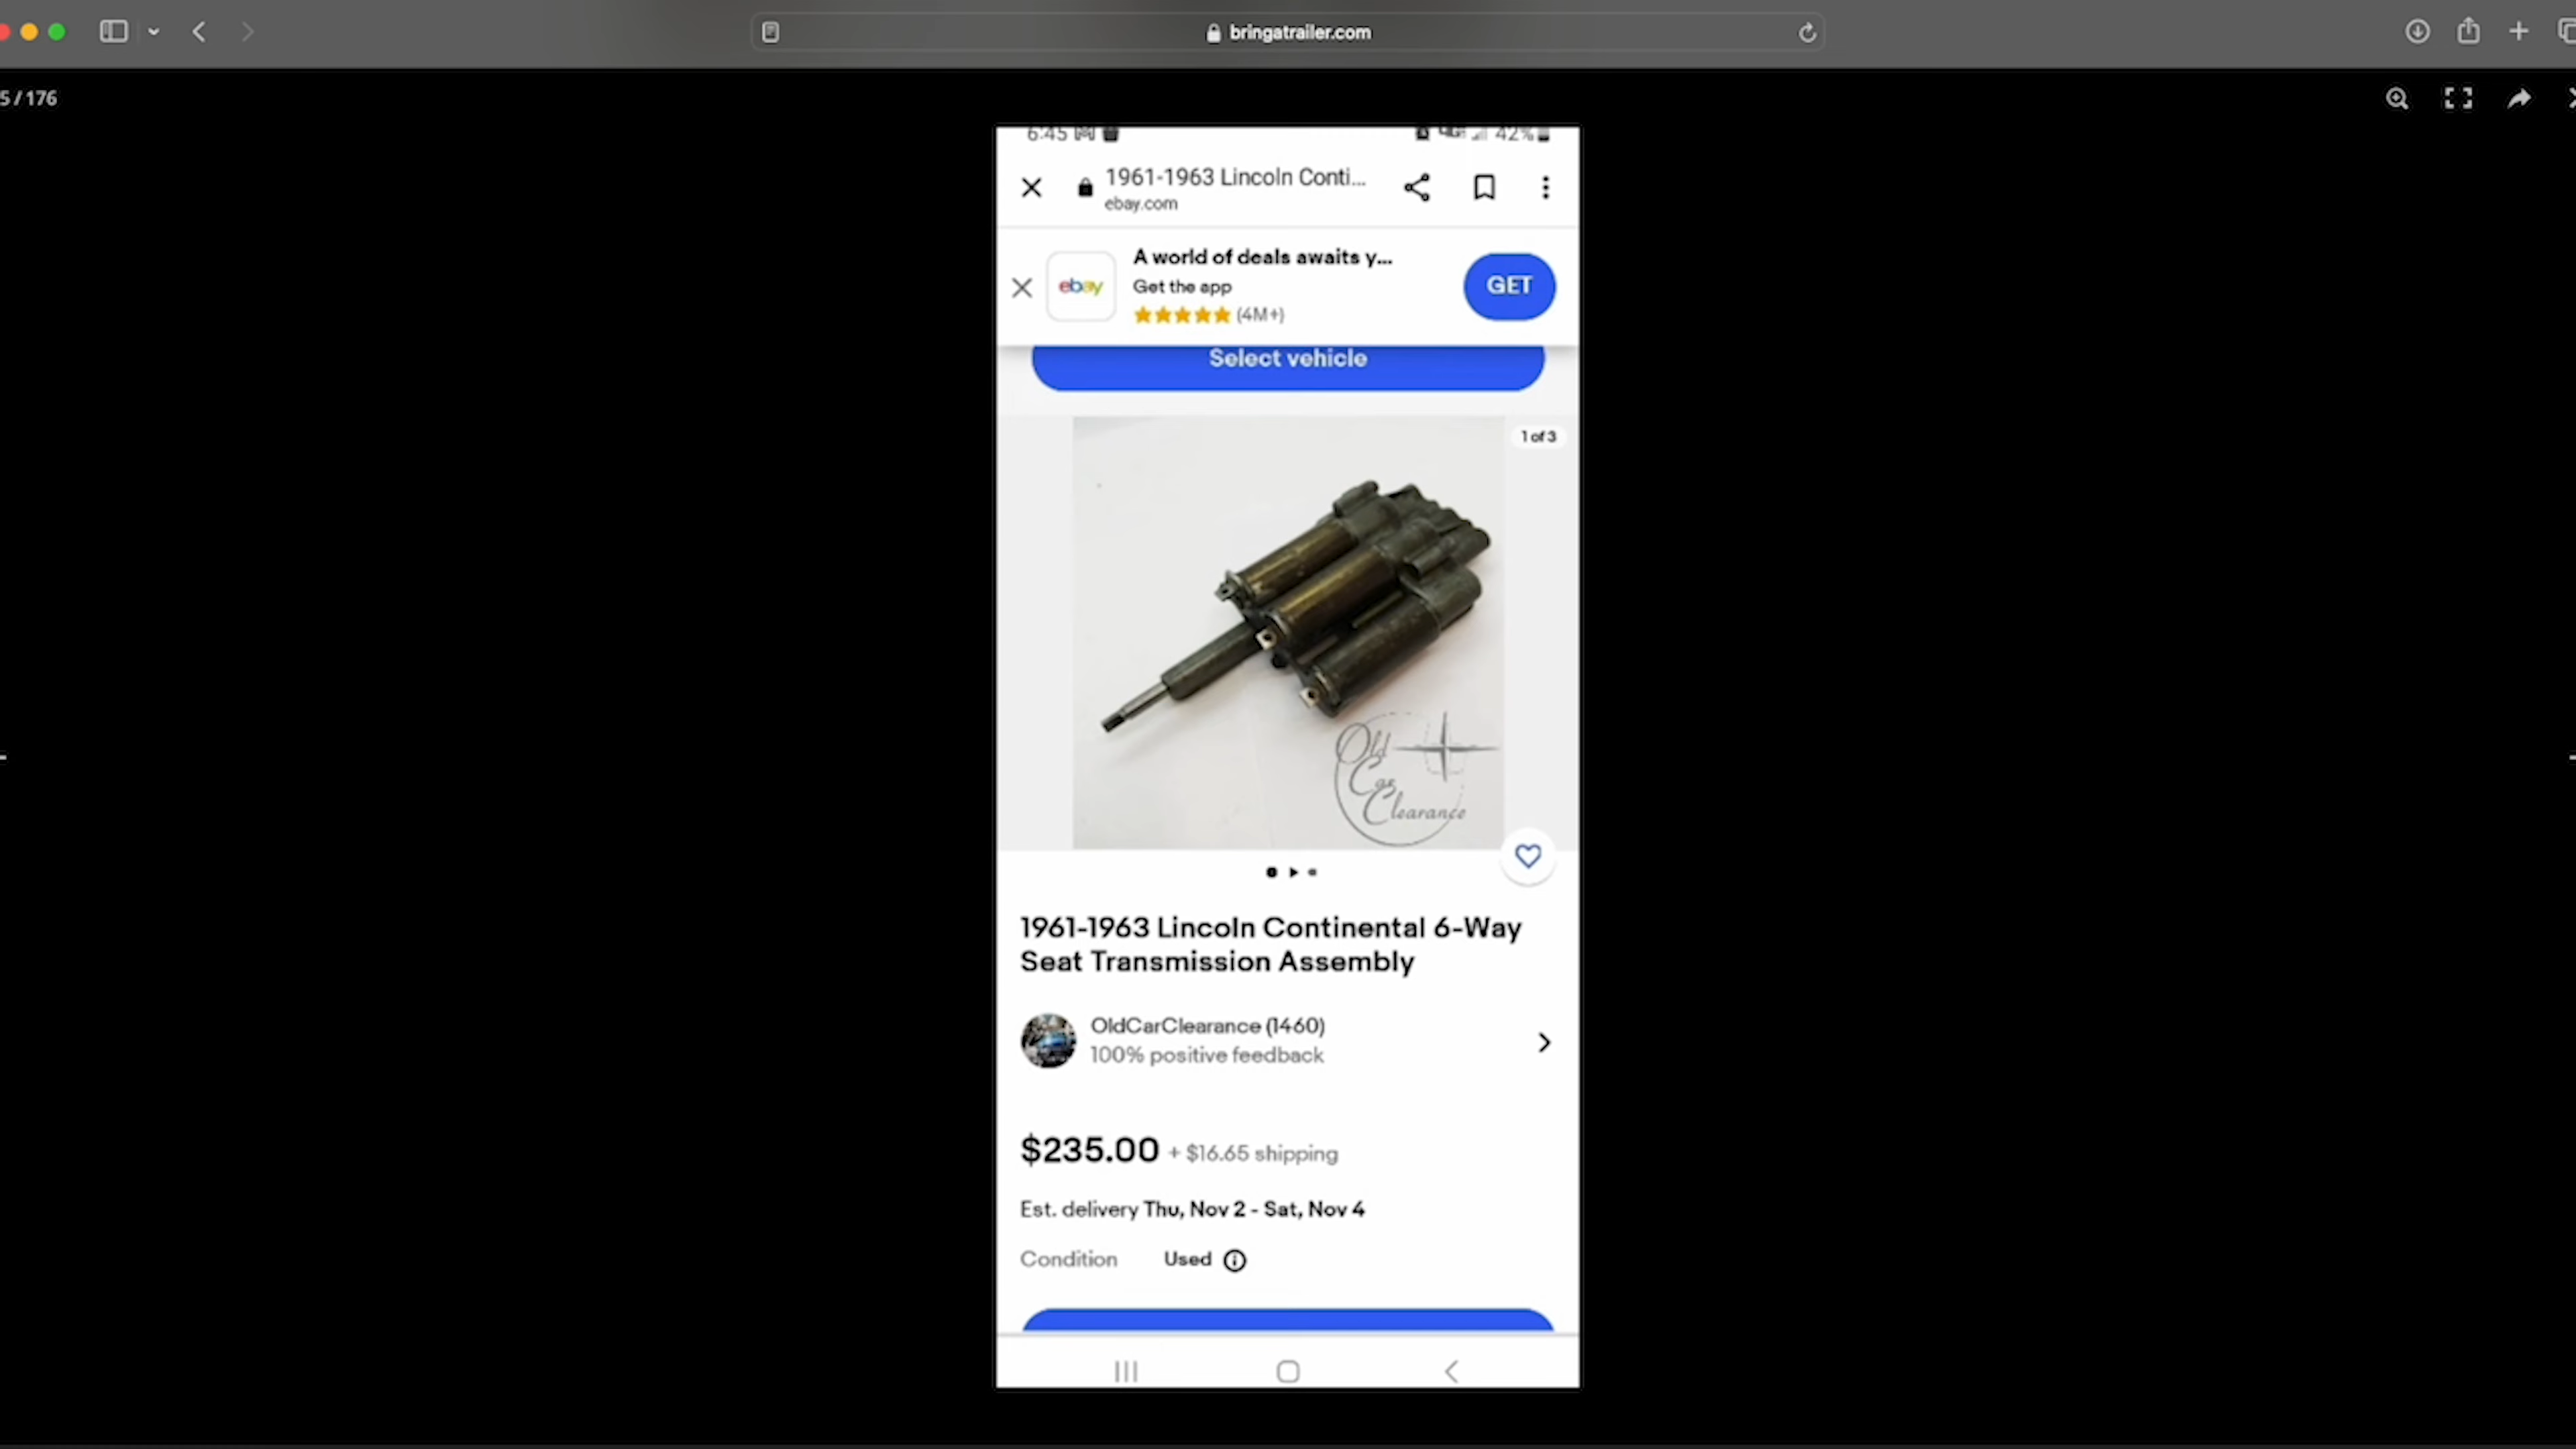 bringatrailer.com
5 / 176
6:45
42%
1961-1963 Lincoln Conti...
ebay.com
A world of deals awaits y...
ebay
Get the app
(4M+)
GET
Select vehicle
1 of 3
Old
Car
Clearance
1961-1963 Lincoln Continental 6-Way
Seat Transmission Assembly
OldCarClearance (1460)
100% positive feedback
$235.00 + $16.65 shipping
Est. delivery Thu, Nov 2 - Sat, Nov 4
Condition Used